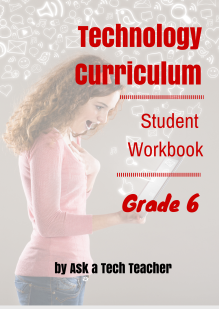 Technology
Curriculum
Student
Workbook
Grade 6
by Ask a Tech Teacher